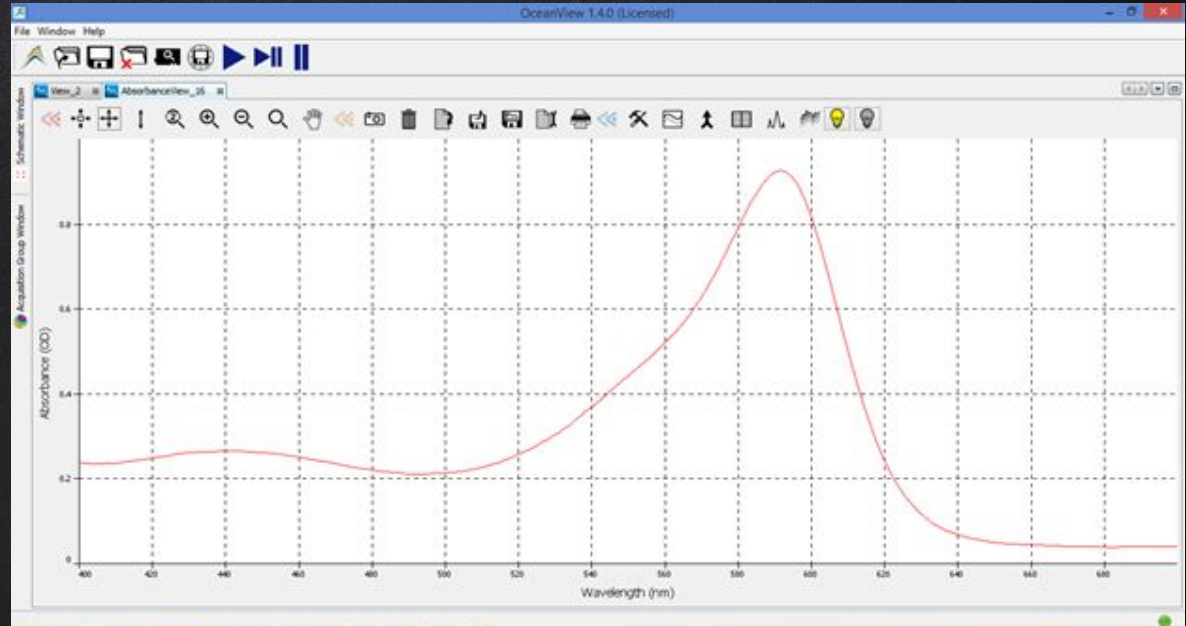 OceanView 1.4.0 (Licensed)
File Window Help
View_2
AbsorbanceView_16
Schematic Window
Acquisition Group Window
Absorbance (OD)
0.8
0.6
0.4
0.2
0
400 420 440 460 480 500 520 540 560 580 600 620 640 660 680
Wavelength (nm)